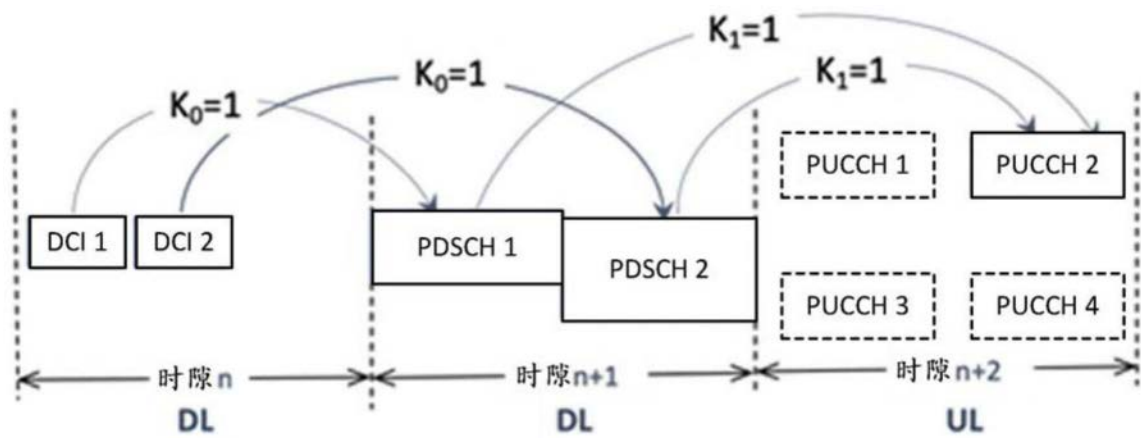 K₁=1
K₀=1
K₁=1
K₀=1
PUCCH 1
PUCCH 2
DCI 1
DCI 2
PDSCH 1
PDSCH 2
PUCCH 3
PUCCH 4
时隙n
时隙n+1
时隙n+2
DL
DL
UL